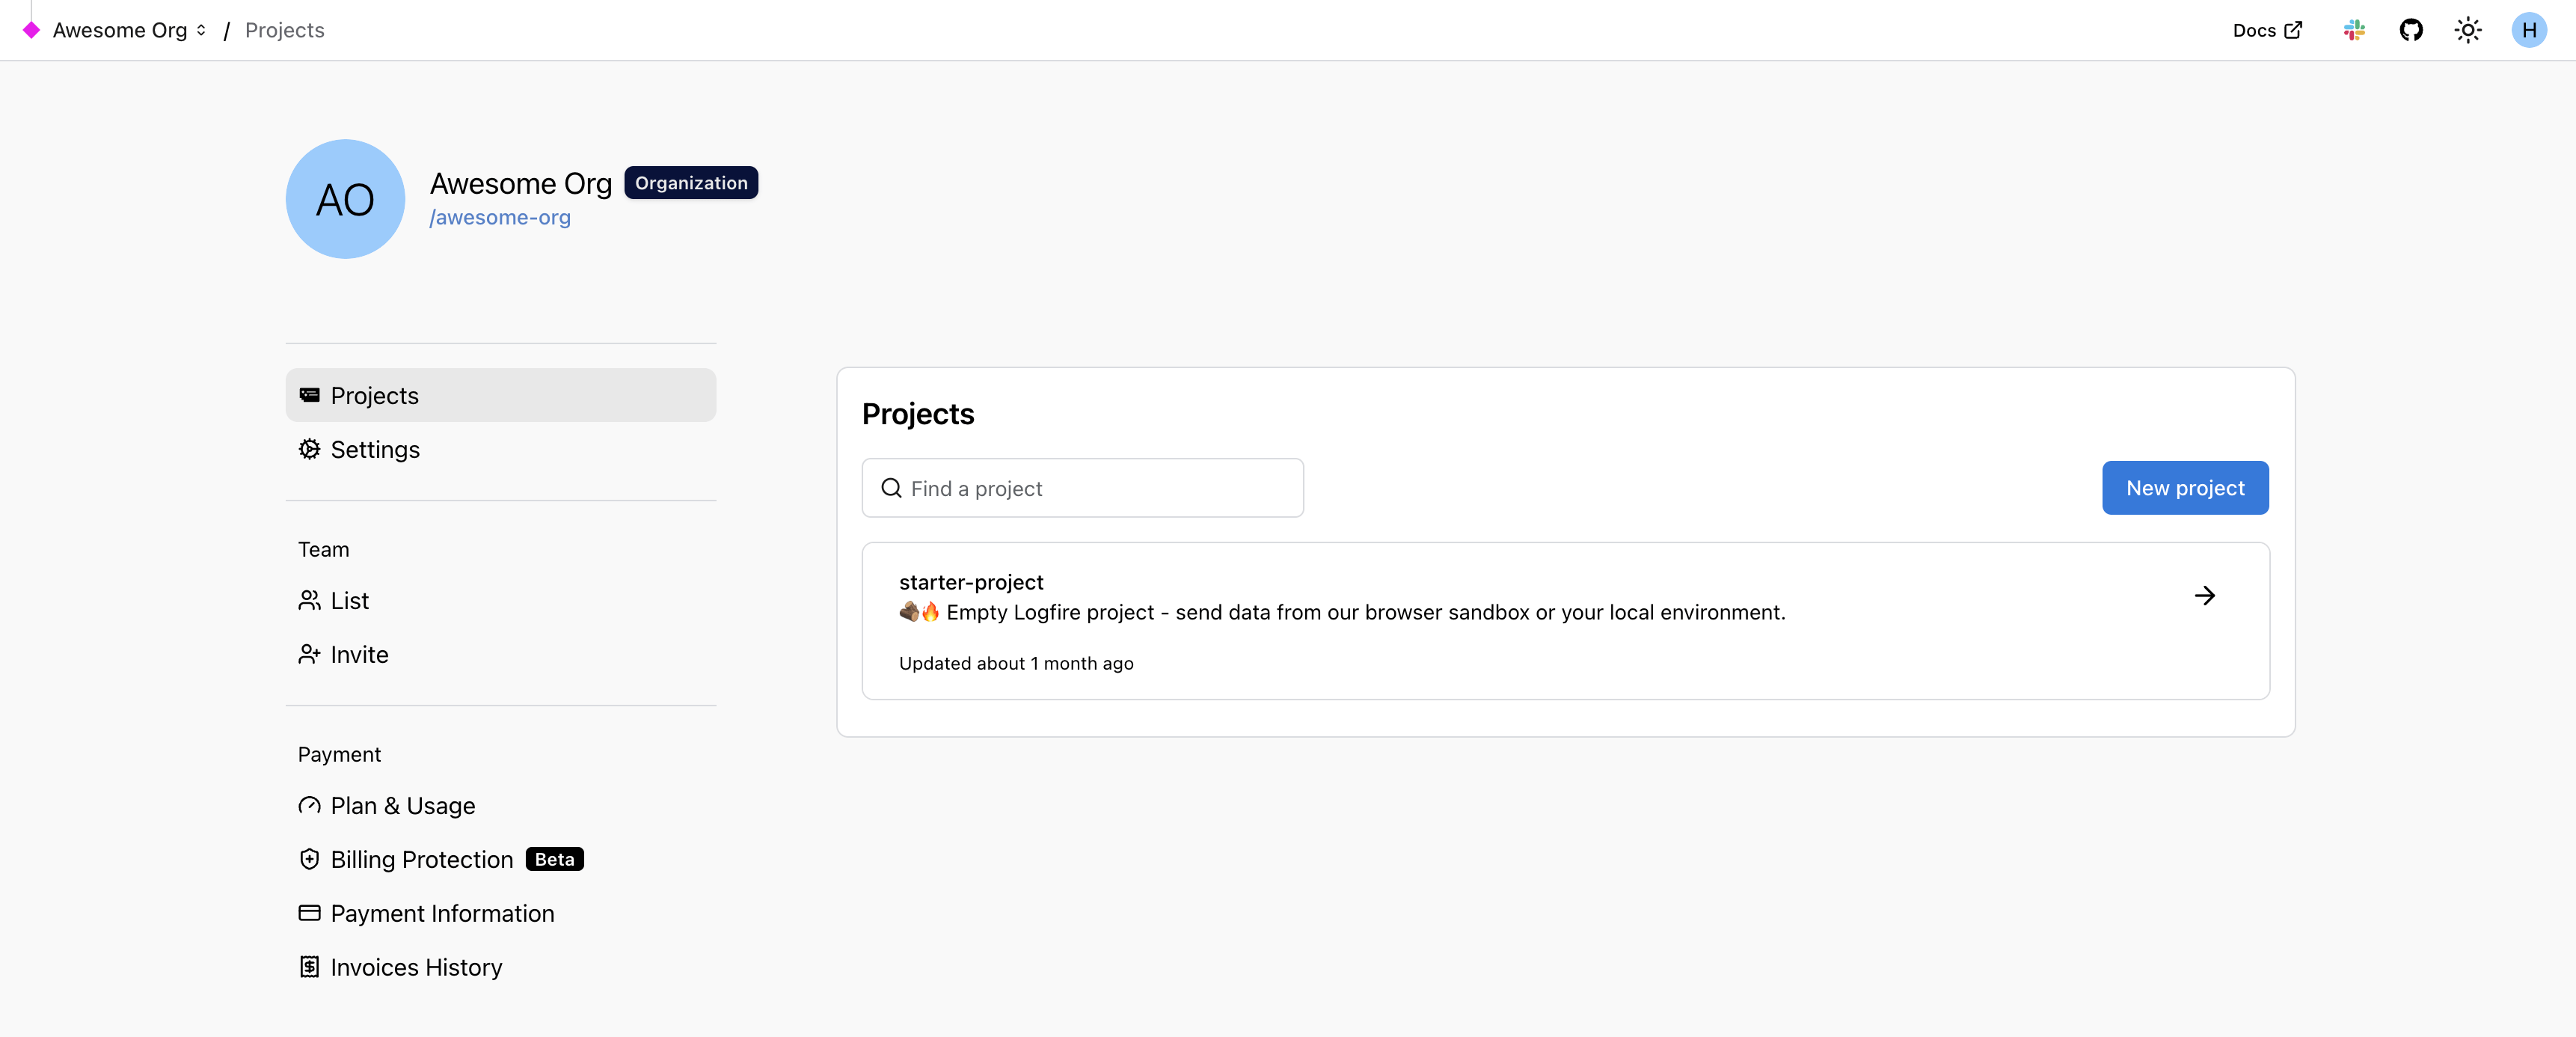 Awesome Org / Projects
Docs
H
AO
Awesome Org Organization
/awesome-org
Projects
Settings
Team
List
Invite
Payment
Plan & Usage
Billing Protection Beta
Payment Information
Invoices History
Projects
Find a project
New project
starter-project
🪵🔥 Empty Logfire project - send data from our browser sandbox or your local environment.
Updated about 1 month ago